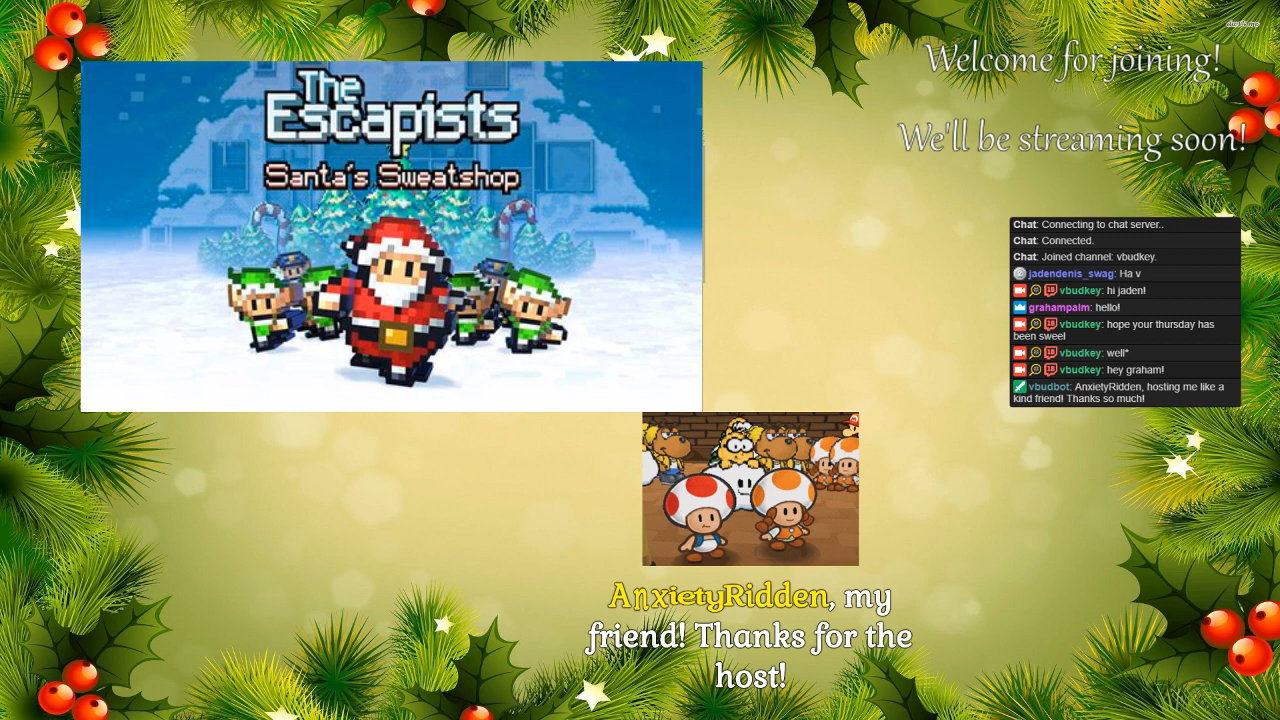 The
Escapists
Santa's Sweatshop
Welcome for joining!
We'll be streaming soon!
Chat: Connecting to chat server..
Chat: Connected.
Chat: Joined channel: vbudkey.
jadendenis_swag: Ha v
vbudkey: hi jaden!
grahampalm: hello!
vbudkey: hope your thursday has
been sweel
vbudkey: well*
vbudkey: hey graham!
vbudbot: AnxietyRidden, hosting me like a
kind friend! Thanks so much!
AnxietyRidden, my
friend! Thanks for the
host!